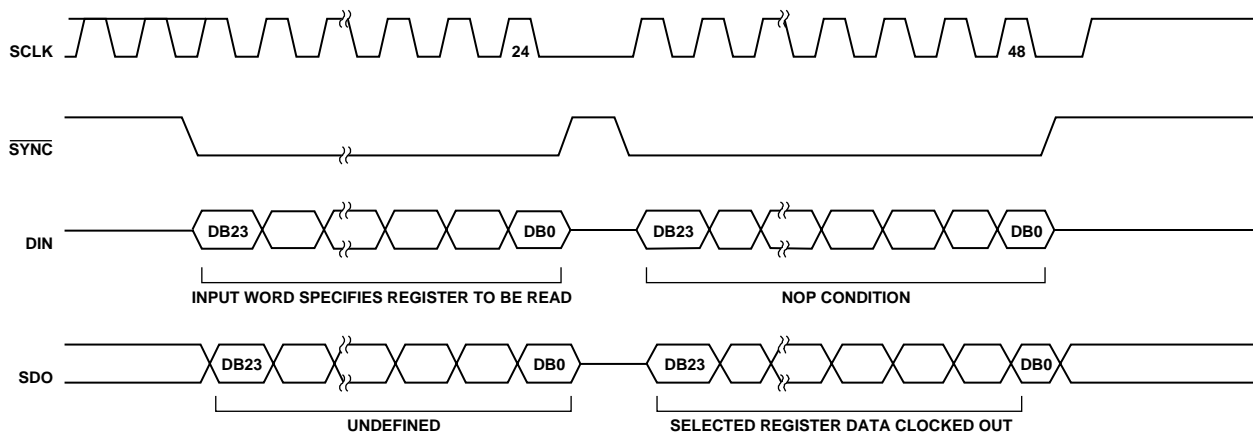 SCLK
24
48
SYNC
DIN
DB23
DB0
DB23
DB0
INPUT WORD SPECIFIES REGISTER TO BE READ
NOP CONDITION
SDO
DB23
DB0
DB23
DB0
UNDEFINED
SELECTED REGISTER DATA CLOCKED OUT